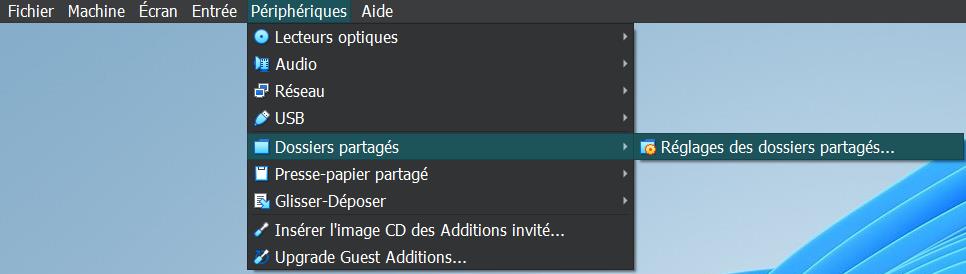 Fichier Machine Écran Entrée Périphériques Aide
Lecteurs optiques
Audio
Réseau
USB
Dossiers partagés Réglages des dossiers partagés...
Presse-papier partagé
Glisser-Déposer
Insérer l'image CD des Additions invité...
Upgrade Guest Additions...